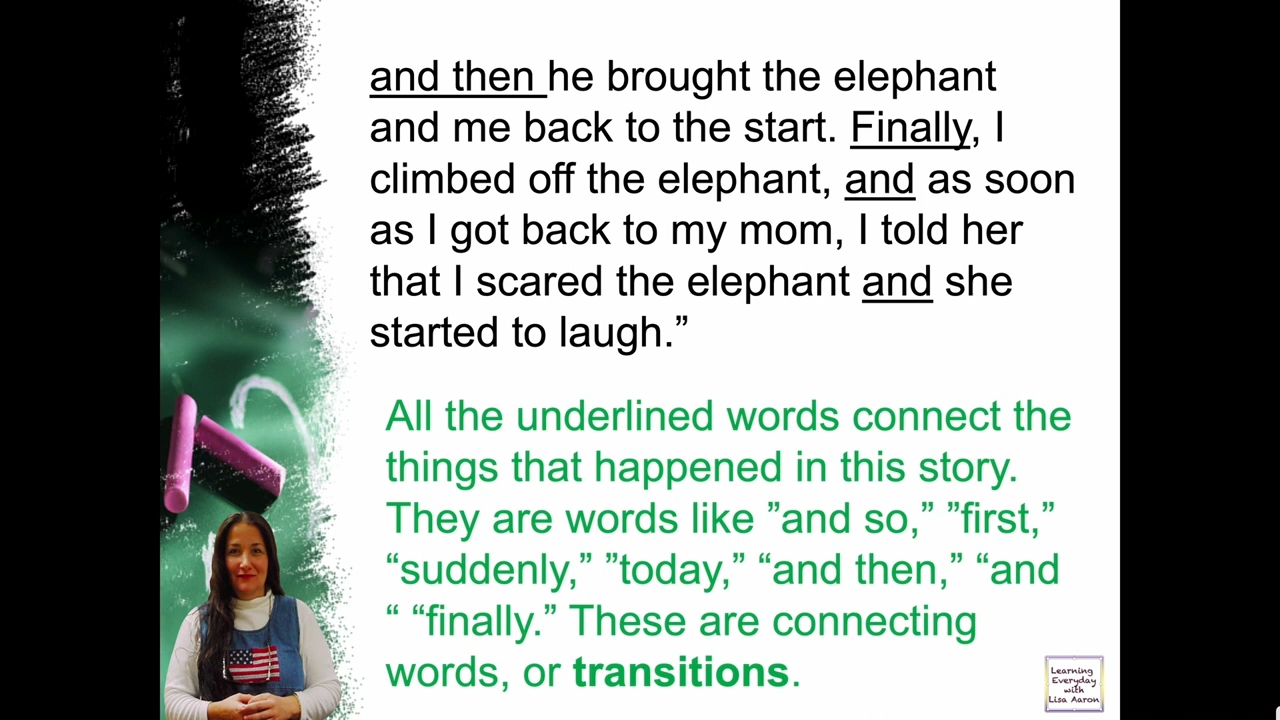 and then he brought the elephant
and me back to the start. Finally, I
climbed off the elephant, and as soon
as I got back to my mom, I told her
that I scared the elephant and she
started to laugh.”
All the underlined words connect the
things that happened in this story.
They are words like ”and so,” ”first,”
“suddenly,” ”today,” “and then,” “and
“ “finally.” These are connecting
words, or transitions.
Learning
Everyday
with
Lisa Aaron